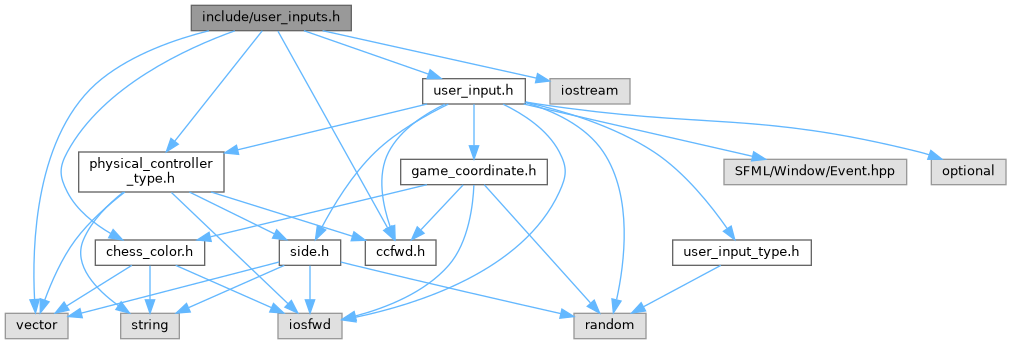 include/user_inputs.h
user_input.h
iostream
physical_controller
_type.h
game_coordinate.h
SFML/Window/Event.hpp
optional
chess_color.h
side.h
ccfwd.h
user_input_type.h
vector
string
iosfwd
random